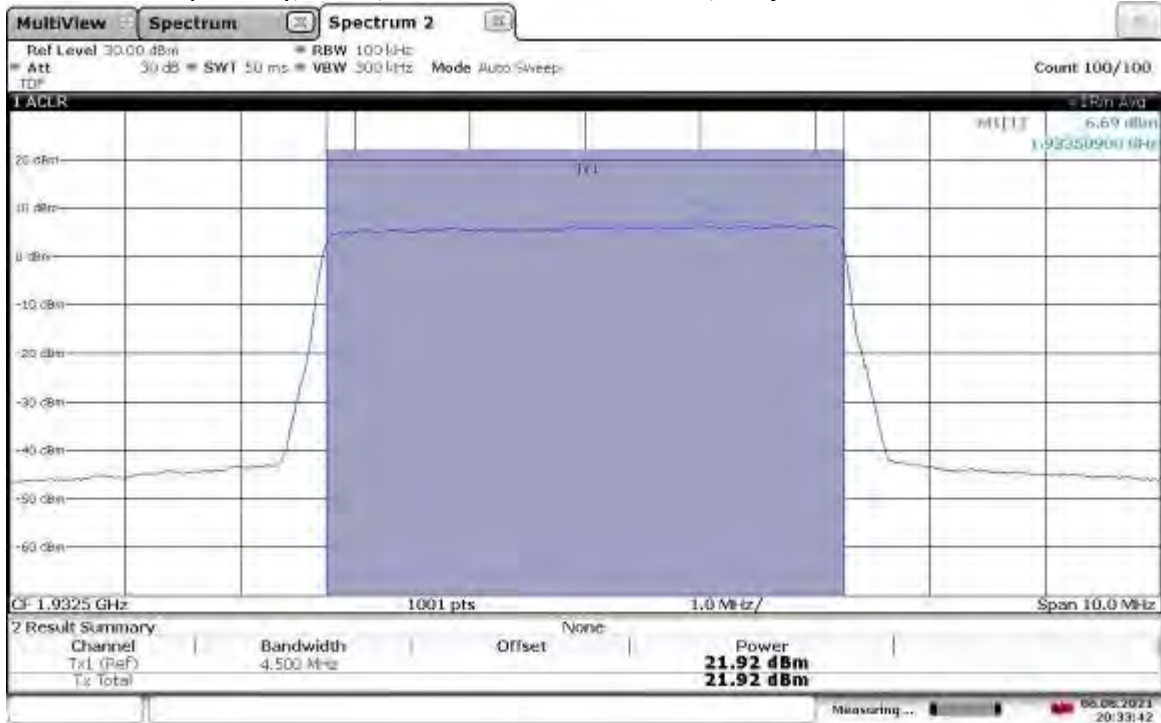 MultiView Spectrum Spectrum 2
Ref Level 30.00 dBm RBW 100 kHz
Att 30 dB SWT 50 ms VBW 300 kHz Mode Auto Sweep Count 100/100
TDF
1 ACLR 1Rm Avg
M1[1] 6.69 dBm
1.93350900 GHz
Tx1
20 dBm
10 dBm
0 dBm
-10 dBm
-20 dBm
-30 dBm
-40 dBm
-50 dBm
-60 dBm
CF 1.9325 GHz 1001 pts 1.0 MHz/ Span 10.0 MHz
2 Result Summary None
Channel Bandwidth Offset Power
Tx1 (Ref) 4.500 MHz 21.92 dBm
Tx Total 21.92 dBm
Measuring... 06.06.2021
20:33:42